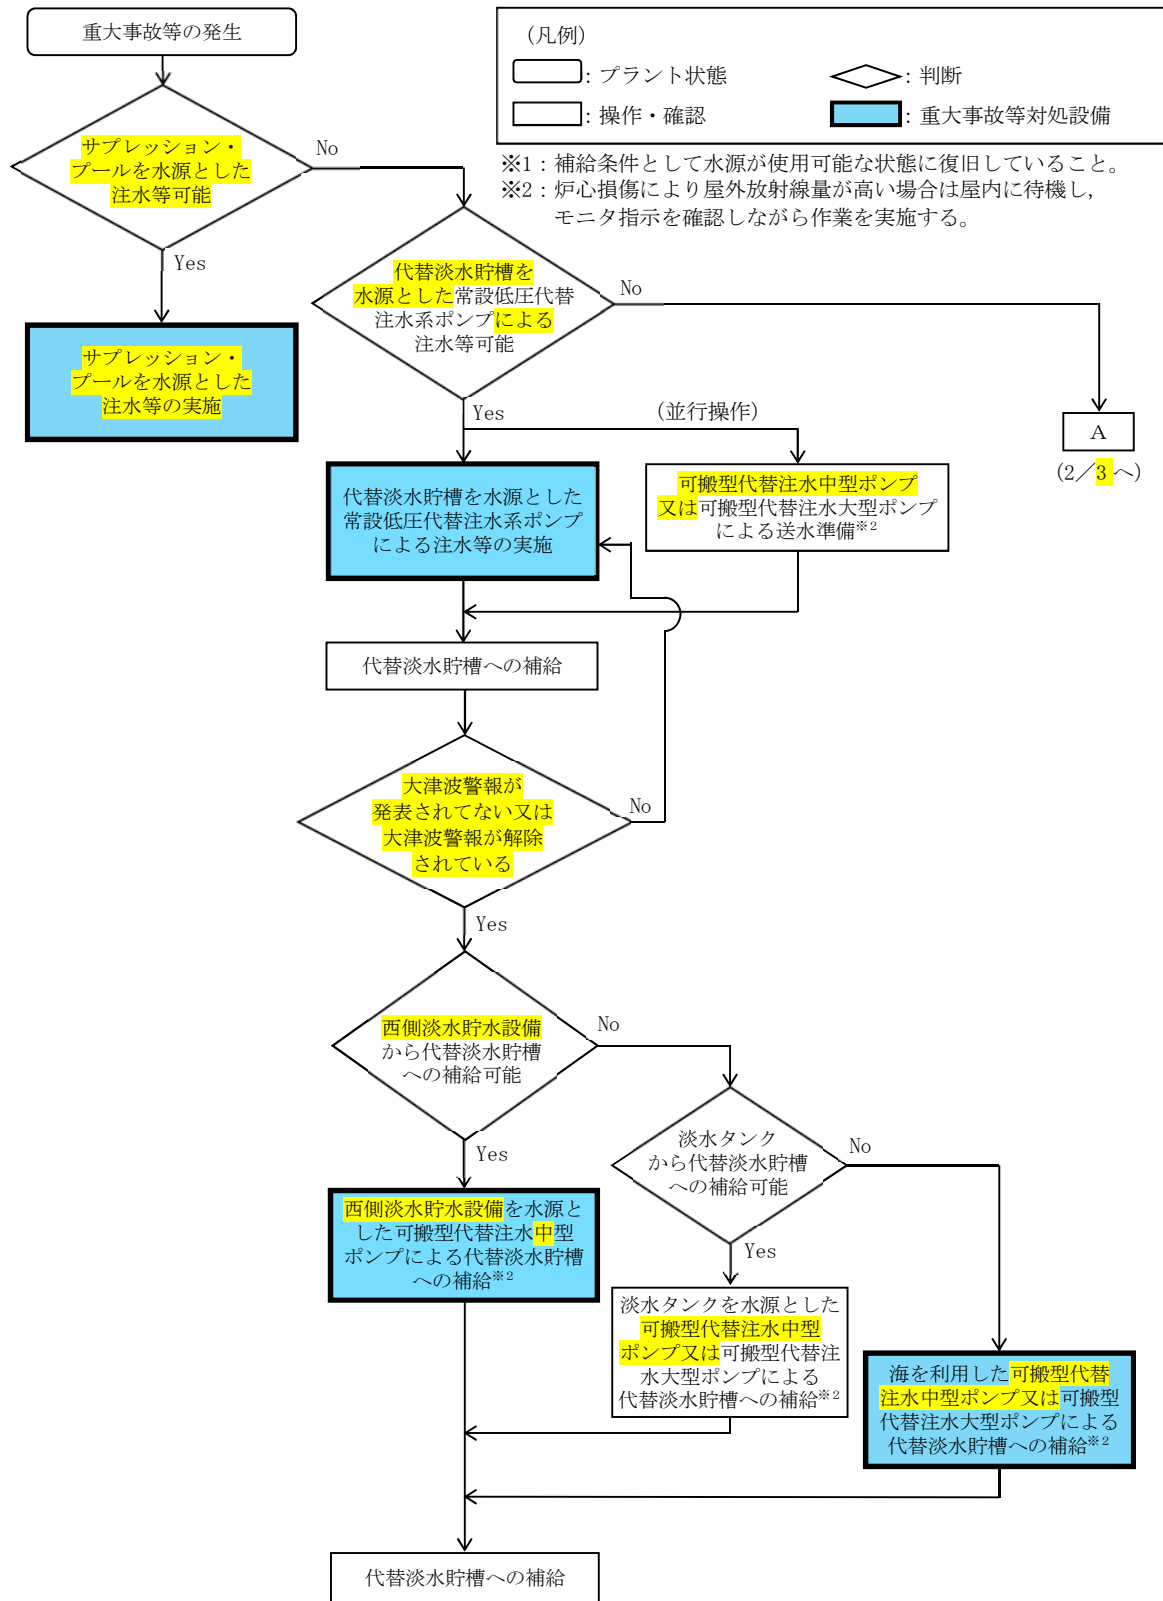 重大事故等の発生
(凡例)
: プラント状態
: 判断
: 操作・確認
: 重大事故等対処設備
※1：補給条件として水源が使用可能な状態に復旧していること。
※2：炉心損傷により屋外放射線量が高い場合は屋内に待機し，
モニタ指示を確認しながら作業を実施する。
サプレッション・
プールを水源とした
注水等可能
No
Yes
サプレッション・
プールを水源とした
注水等の実施
代替淡水貯槽を
水源とした常設低圧代替
注水系ポンプによる
注水等可能
No
Yes
(並行操作)
A
(2／3へ)
代替淡水貯槽を水源とした
常設低圧代替注水系ポンプ
による注水等の実施
可搬型代替注水中型ポンプ
又は可搬型代替注水大型ポンプ
による送水準備※2
代替淡水貯槽への補給
大津波警報が
発表されてない又は
大津波警報が解除
されている
No
Yes
西側淡水貯水設備
から代替淡水貯槽
への補給可能
No
Yes
淡水タンク
から代替淡水貯槽
への補給可能
No
Yes
西側淡水貯水設備を水源と
した可搬型代替注水中型
ポンプによる代替淡水貯槽
への補給※2
淡水タンクを水源とした
可搬型代替注水中型
ポンプ又は可搬型代替注
水大型ポンプによる
代替淡水貯槽への補給※2
海を利用した可搬型代替
注水中型ポンプ又は可搬型
代替注水大型ポンプによる
代替淡水貯槽への補給※2
代替淡水貯槽への補給